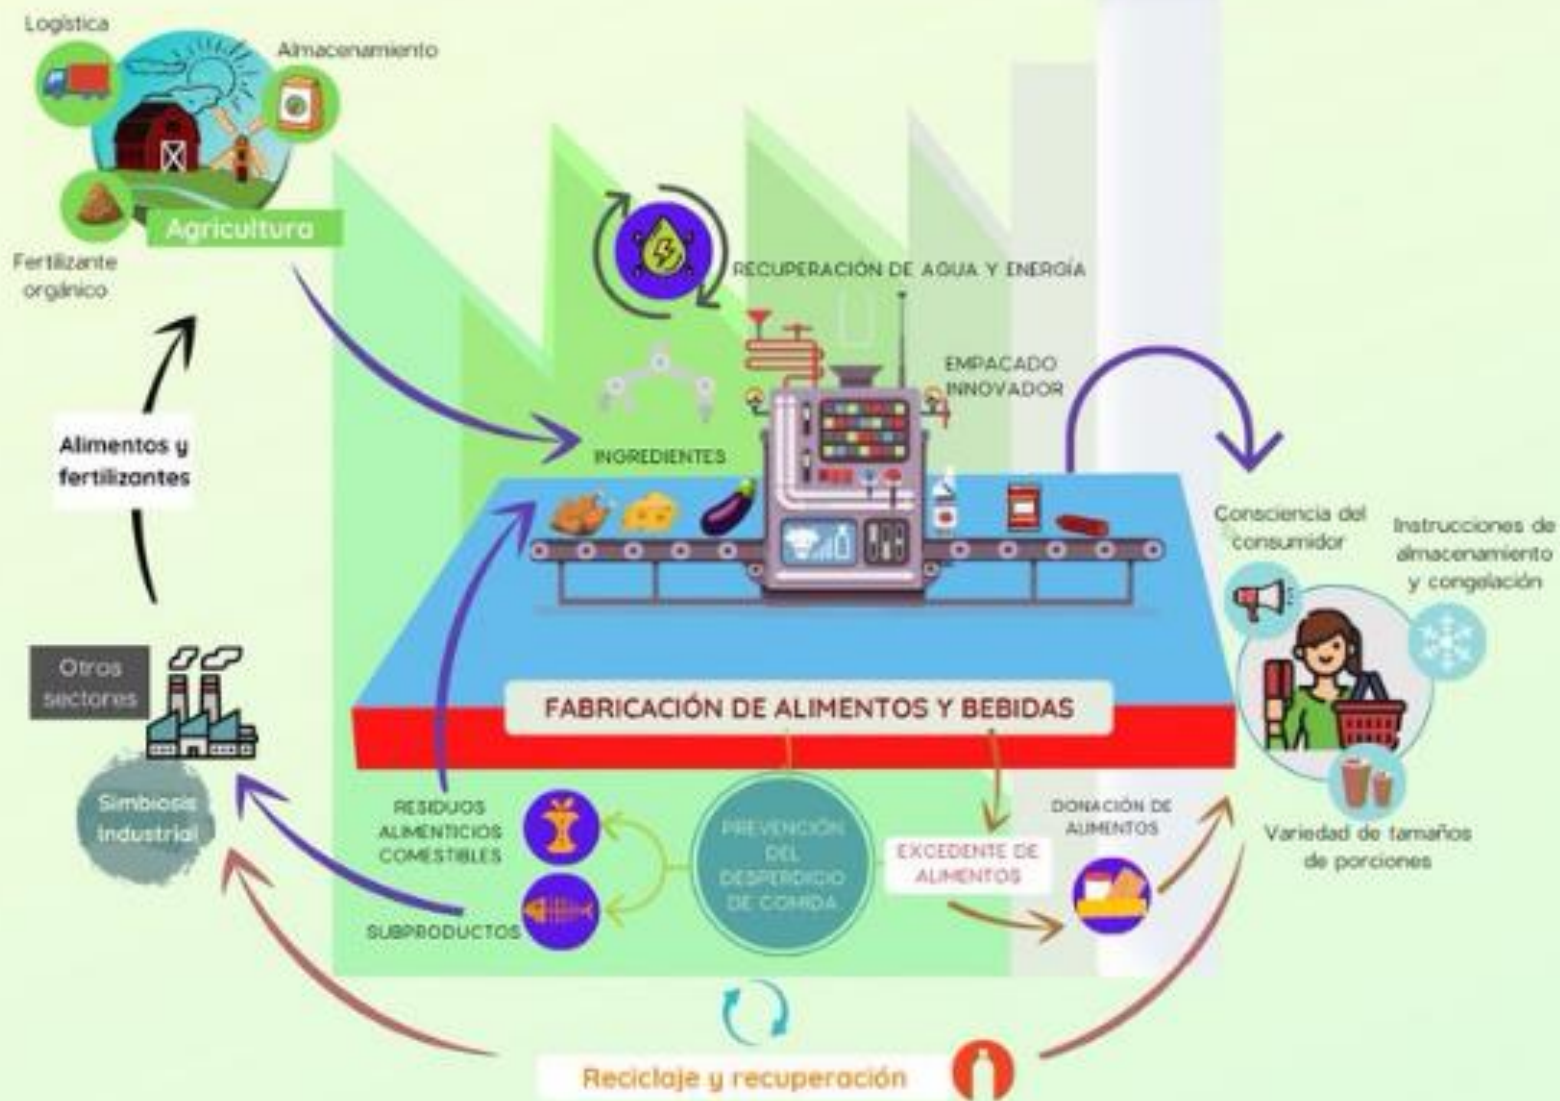 Logística
Almacenamiento
Agricultura
Fertilizante
orgánico
RECUPERACIÓN DE AGUA Y ENERGÍA
EMPACADO
INNOVADOR
INGREDIENTES
Alimentos y
fertilizantes
Consciencia del
consumidor
Instrucciones de
almacenamiento
y congelación
Otros
sectores
FABRICACIÓN DE ALIMENTOS Y BEBIDAS
Simbiosis
Industrial
RESIDUOS
ALIMENTICIOS
COMESTIBLES
PREVENCIÓN
DEL
DESPERDICIO
DE COMIDA
EXCEDENTE DE
ALIMENTOS
DONACIÓN DE
ALIMENTOS
Variedad de tamaños
de porciones
SUBPRODUCTOS
Reciclaje y recuperación